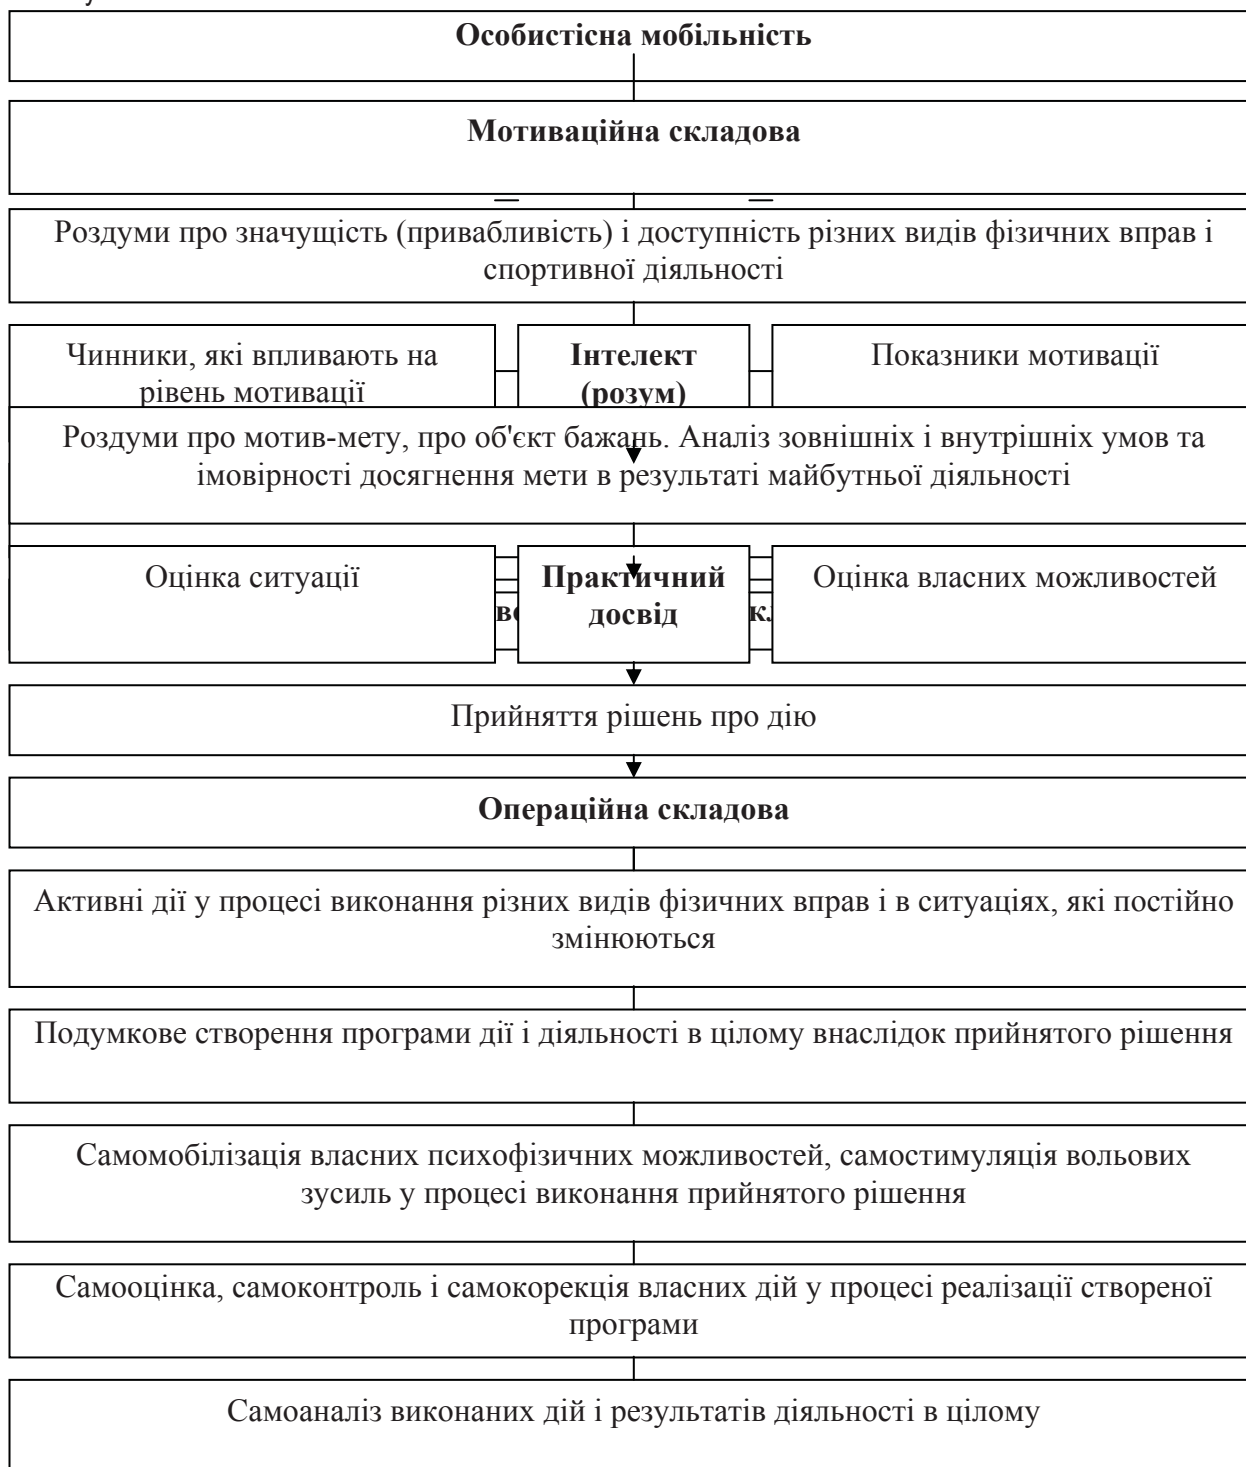 Особистісна мобільність
Мотиваційна складова
Роздуми про значущість (привабливість) і доступність різних видів фізичних вправ і
спортивної діяльності
Чинники, які впливають на
рівень мотивації
Інтелект
(розум)
Показники мотивації
Роздуми про мотив-мету, про об'єкт бажань. Аналіз зовнішніх і внутрішніх умов та
імовірності досягнення мети в результаті майбутньої діяльності
Оцінка ситуації
Практичний
досвід
Оцінка власних можливостей
Прийняття рішень про дію
Операційна складова
Активні дії у процесі виконання різних видів фізичних вправ і в ситуаціях, які постійно
змінюються
Подумкове створення програми дії і діяльності в цілому внаслідок прийнятого рішення
Самомобілізація власних психофізичних можливостей, самостимуляція вольових
зусиль у процесі виконання прийнятого рішення
Самооцінка, самоконтроль і самокорекція власних дій у процесі реалізації створеної
програми
Самоаналіз виконаних дій і результатів діяльності в цілому